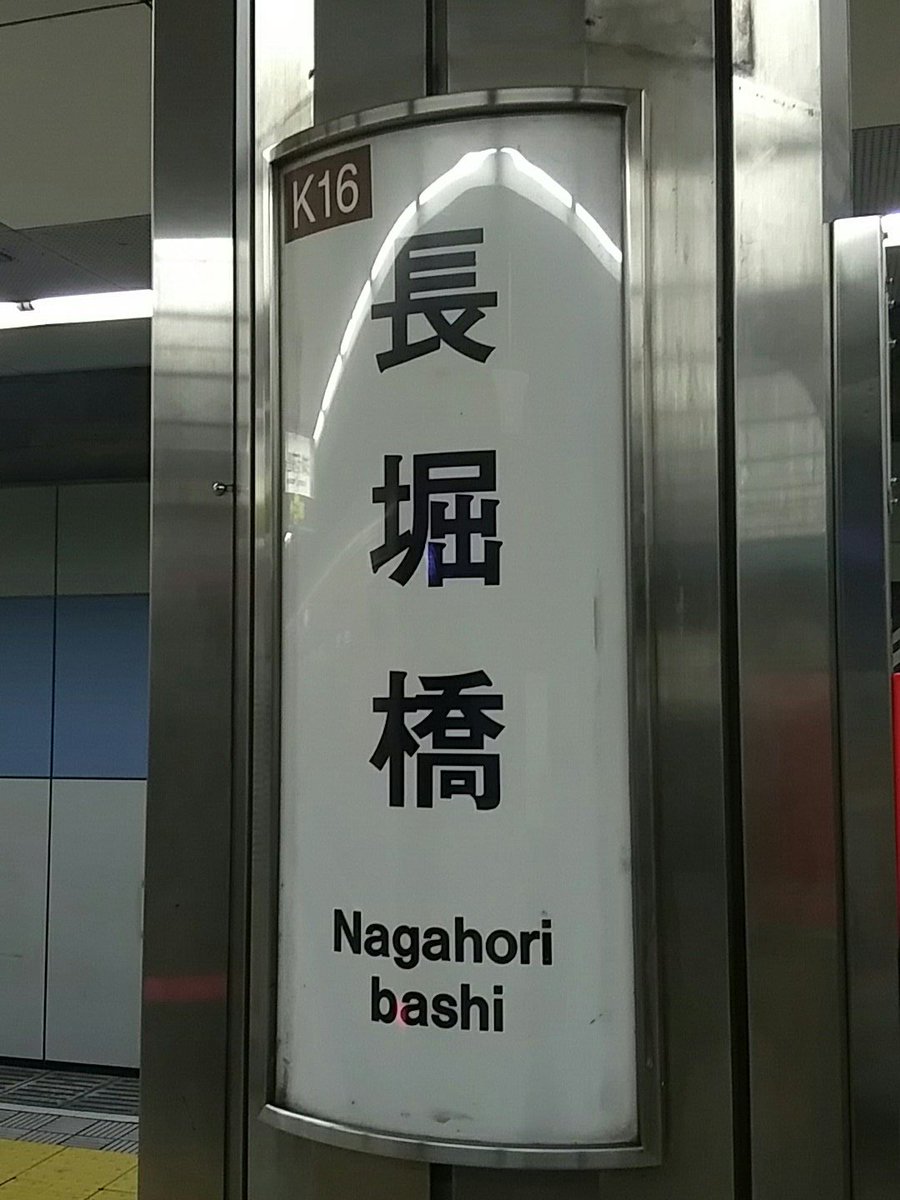 K16
長堀橋
Nagahori
bashi